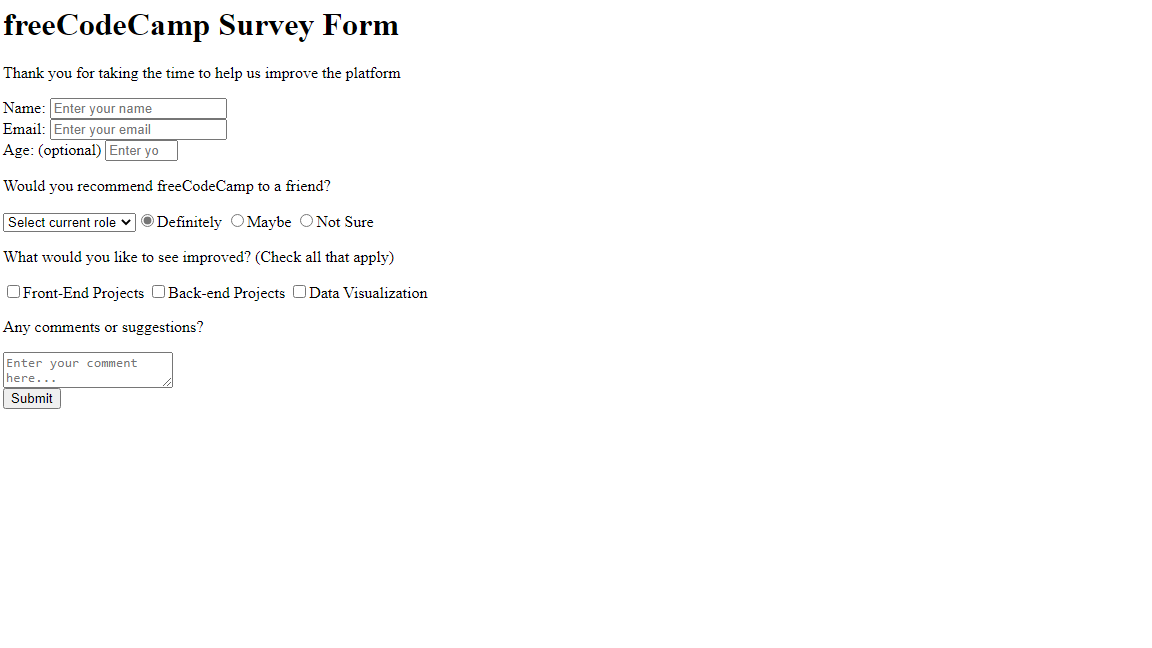 freeCodeCamp Survey Form
Thank you for taking the time to help us improve the platform
Name: Enter your name
Email: Enter your email
Age: (optional) Enter yo
Would you recommend freeCodeCamp to a friend?
Select current role Definitely Maybe Not Sure
What would you like to see improved? (Check all that apply)
Front-End Projects Back-end Projects Data Visualization
Any comments or suggestions?
Enter your comment
here...
Submit